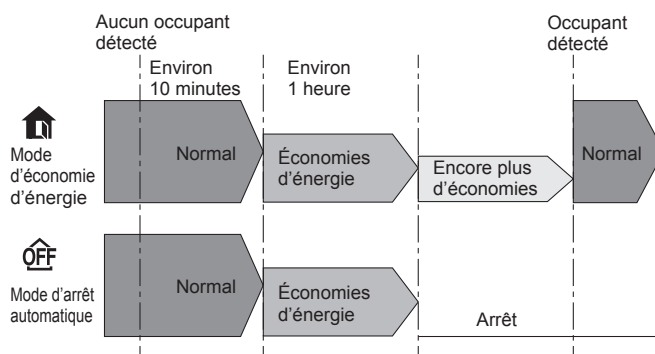 Aucun occupant
détecté
Occupant
détecté
Environ
10 minutes
Environ
1 heure
Mode
d'économie
d'énergie
Normal
Économies
d'énergie
Encore plus
d'économies
Normal
OFF
Mode d'arrêt
automatique
Normal
Économies
d'énergie
Arrêt